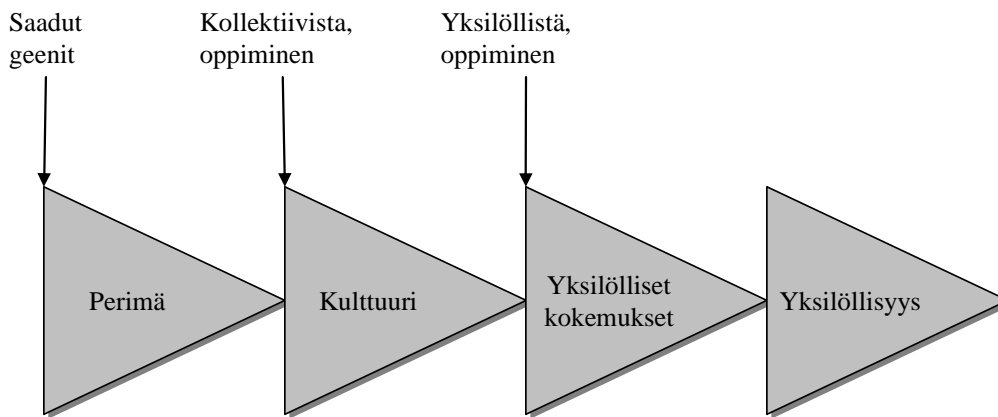 Saadut
geenit
Kollektiivista,
oppiminen
Yksilöllistä,
oppiminen
Perimä
Kulttuuri
Yksilölliset
kokemukset
Yksilöllisyys